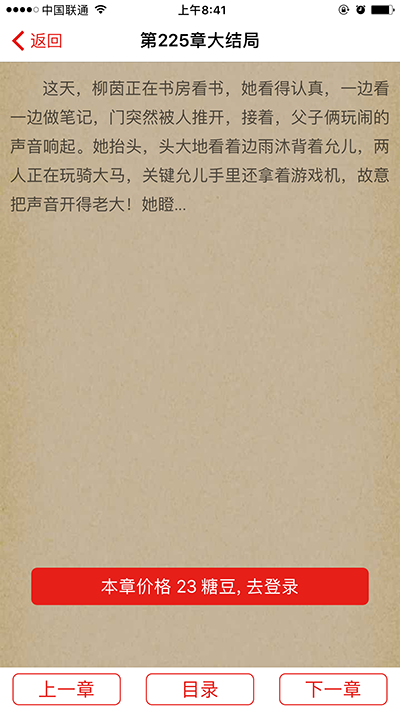 中国联通 上午8:41
返回 第225章大结局
这天，柳茵正在书房看书，她看得认真，一边看
一边做笔记，门突然被人推开，接着，父子俩玩闹的
声音响起。她抬头，头大地看着边雨沐背着允儿，两
人正在玩骑大马，关键允儿手里还拿着游戏机，故意
把声音开得老大！她瞪...
本章价格 23 糖豆, 去登录
上一章 目录 下一章